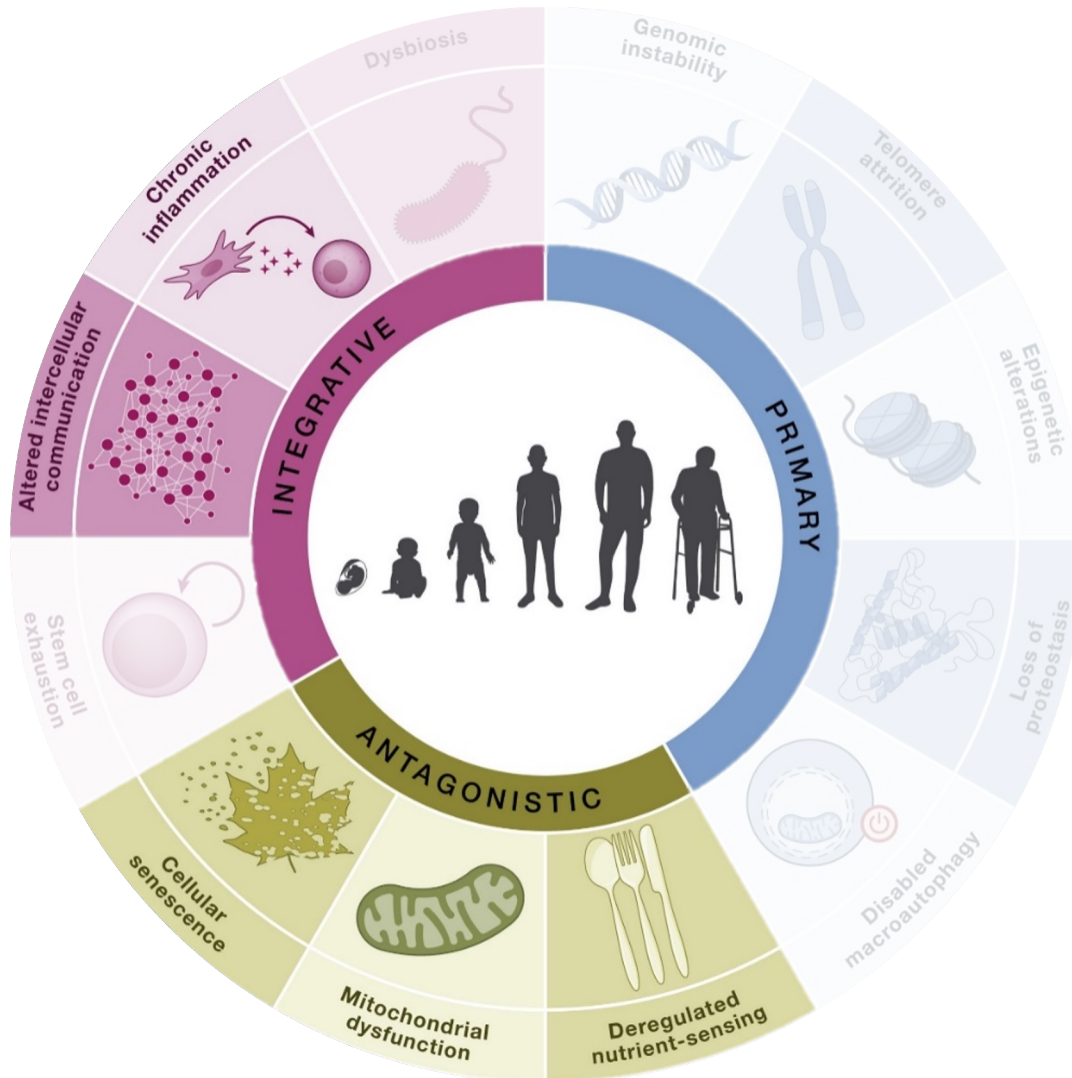 Dysbiosis
Genomic
instability
Telomere
attrition
Epigenetic
alterations
Loss of
proteostasis
Disabled
macroautophagy
Deregulated
nutrient-sensing
Mitochondrial
dysfunction
Cellular
senescence
Stem cell
exhaustion
Altered intercellular
communication
Chronic
inflammation
INTEGRATIVE
PRIMARY
ANTAGONISTIC